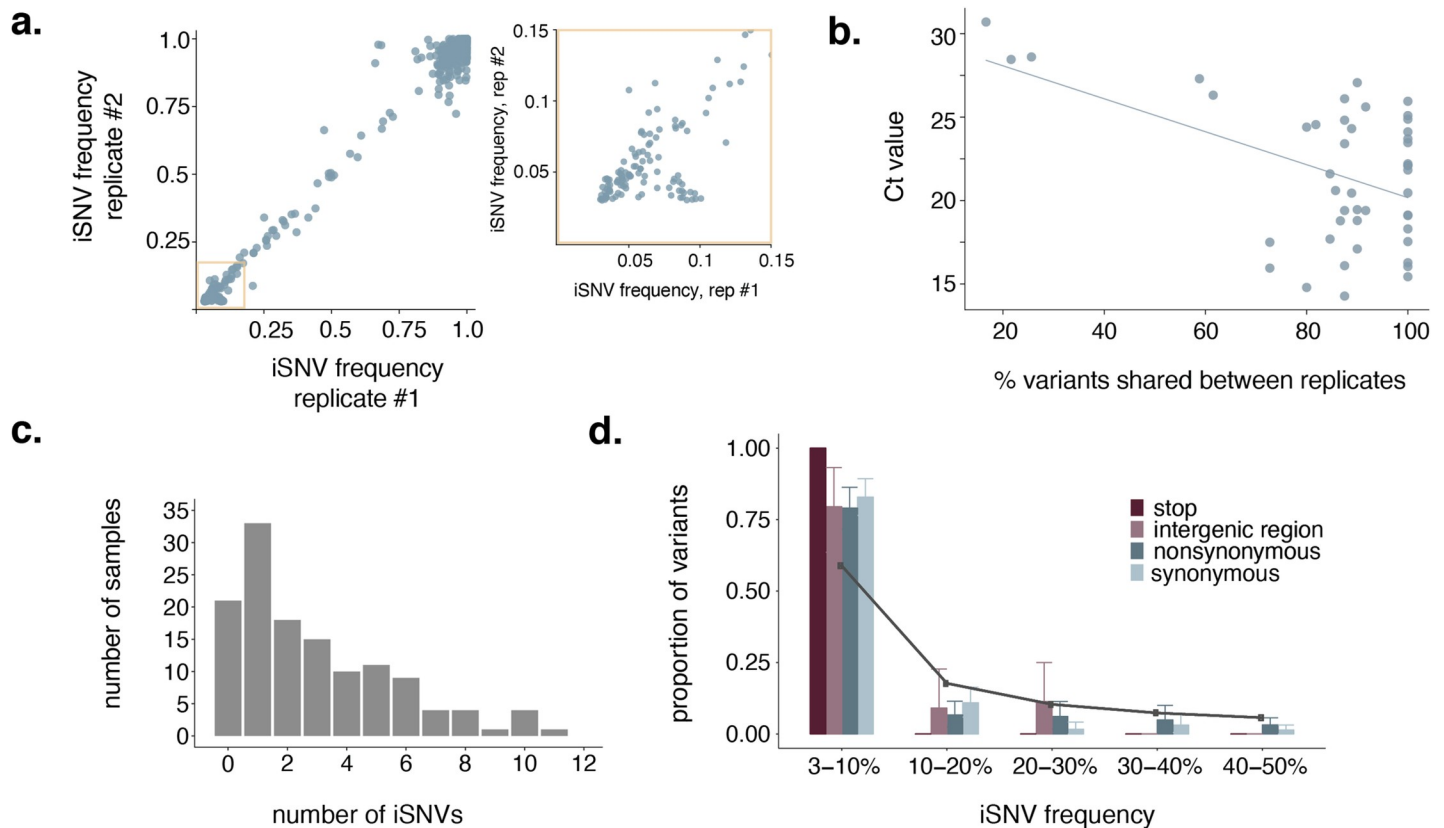 a.
1.0
0.75
0.5
0.25
0.25
0.5
0.75
1.0
iSNV frequency
replicate #2
iSNV frequency
replicate #1
0.15
0.1
0.05
0.05
0.1
0.15
iSNV frequency, rep #2
iSNV frequency, rep #1
b.
30
25
20
15
20
40
60
80
100
Ct value
% variants shared between replicates
c.
35
30
25
20
15
10
5
0
0
2
4
6
8
10
12
number of samples
number of iSNVs
d.
1.00
0.75
0.50
0.25
0.00
stop
intergenic region
nonsynonymous
synonymous
3–10%
10–20%
20–30%
30–40%
40–50%
proportion of variants
iSNV frequency